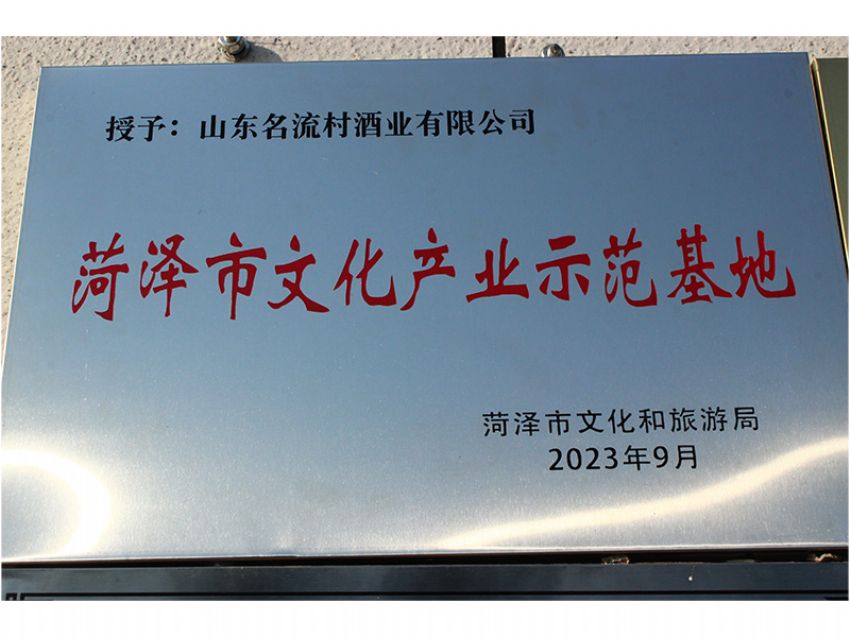 授予：山东名流村酒业有限公司
菏泽市文化产业示范基地
菏泽市文化和旅游局
2023年9月